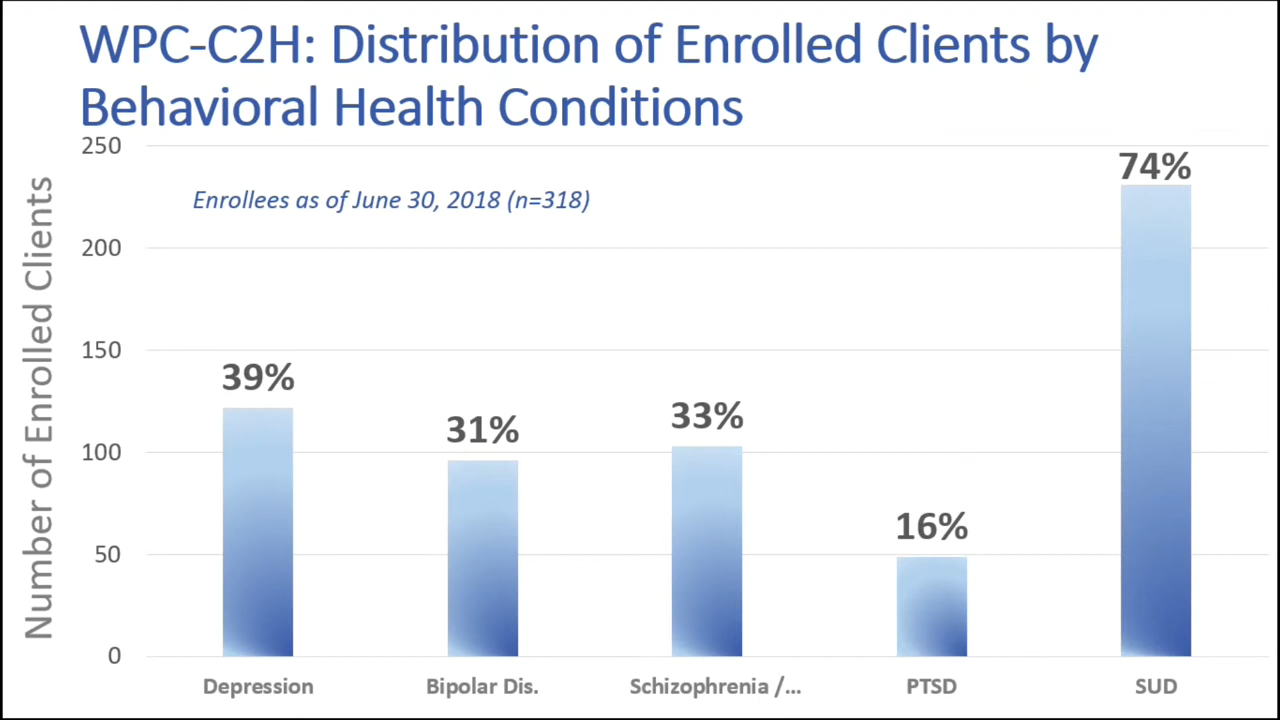 WPC-C2H: Distribution of Enrolled Clients by
Behavioral Health Conditions
Number of Enrolled Clients
250
200
150
100
50
0
Enrollees as of June 30, 2018 (n=318)
39%
31%
33%
16%
74%
Depression
Bipolar Dis.
Schizophrenia /...
PTSD
SUD